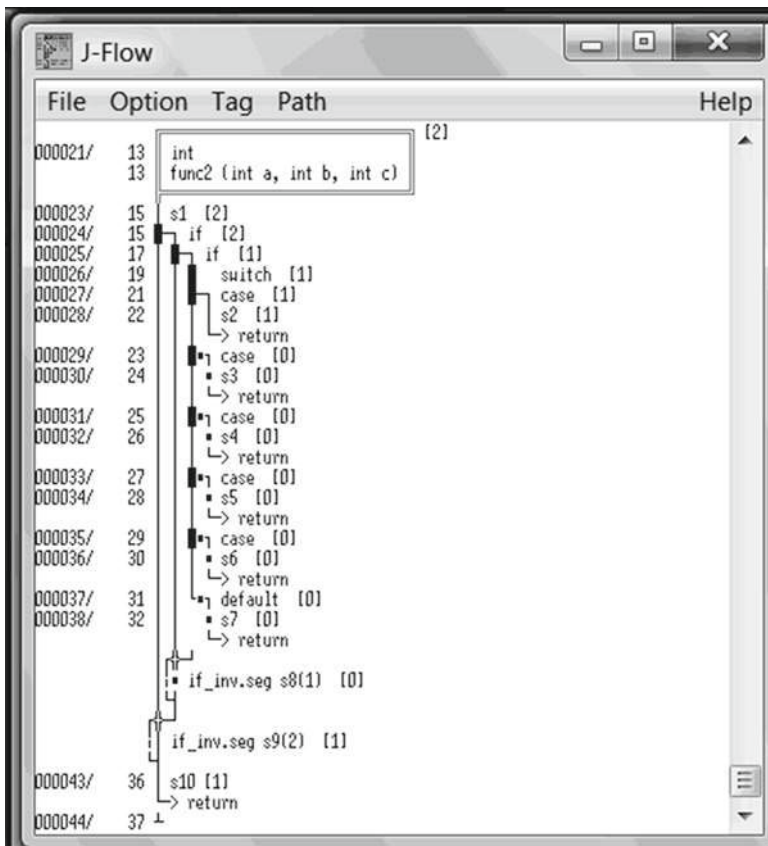 J-Flow
File Option Tag Path Help
[2]
000021/ 13 int
13 func2 (int a, int b, int c)
000023/ 15 s1 [2]
000024/ 15 if [2]
000025/ 17 if [1]
000026/ 19 switch [1]
000027/ 21 case [1]
000028/ 22 s2 [1]
return
000029/ 23 case [0]
000030/ 24 s3 [0]
return
000031/ 25 case [0]
000032/ 26 s4 [0]
return
000033/ 27 case [0]
000034/ 28 s5 [0]
return
000035/ 29 case [0]
000036/ 30 s6 [0]
return
000037/ 31 default [0]
000038/ 32 s7 [0]
return
if_inv.seg s8(1) [0]
if_inv.seg s9(2) [1]
000043/ 36 s10 [1]
return
000044/ 37